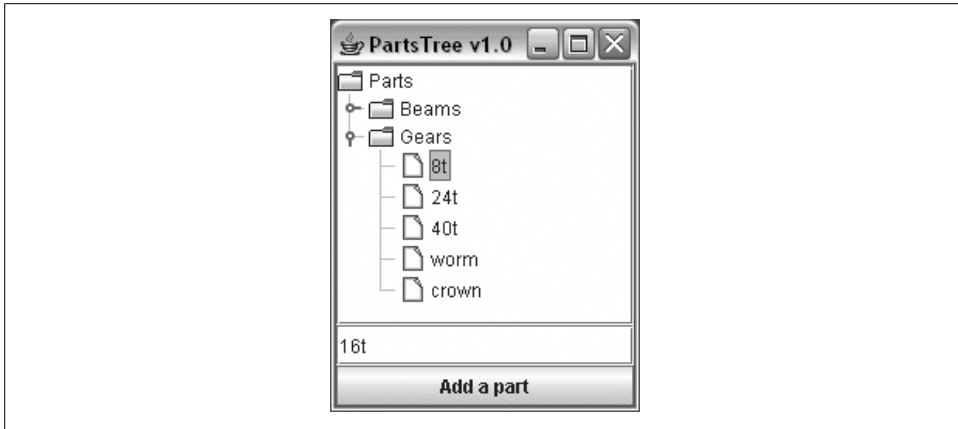 PartsTree v1.0
Parts
Beams
Gears
8t
24t
40t
worm
crown
16t
Add a part